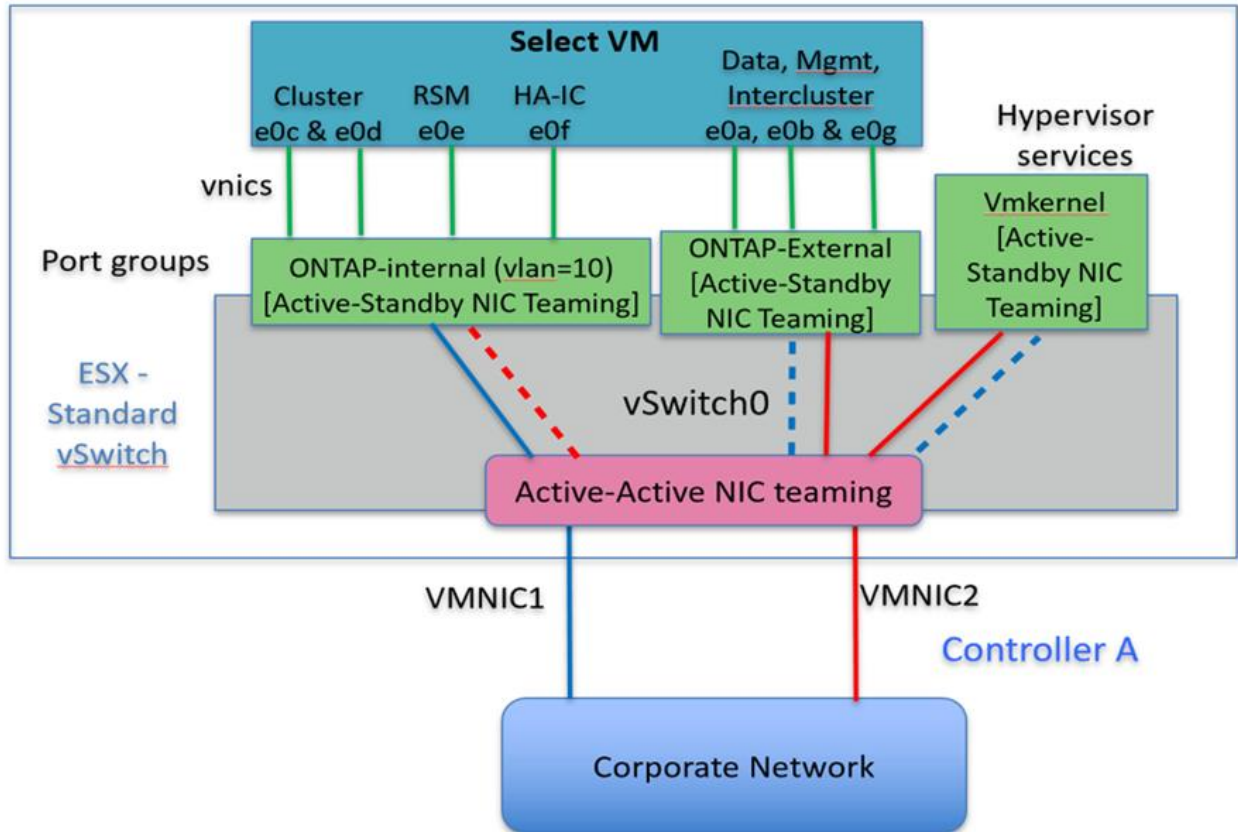 Select VM
Cluster
e0c & e0d
RSM
e0e
HA-IC
e0f
Data, Mgmt,
Intercluster
e0a, e0b & e0g
Hypervisor
services
vnics
Port groups
ONTAP-internal (vlan=10)
[Active-Standby NIC Teaming]
ONTAP-External
[Active-Standby
NIC Teaming]
Vmkernel
[Active-
Standby NIC
Teaming]
ESX -
Standard
vSwitch
vSwitch0
Active-Active NIC teaming
VMNIC1
VMNIC2
Controller A
Corporate Network